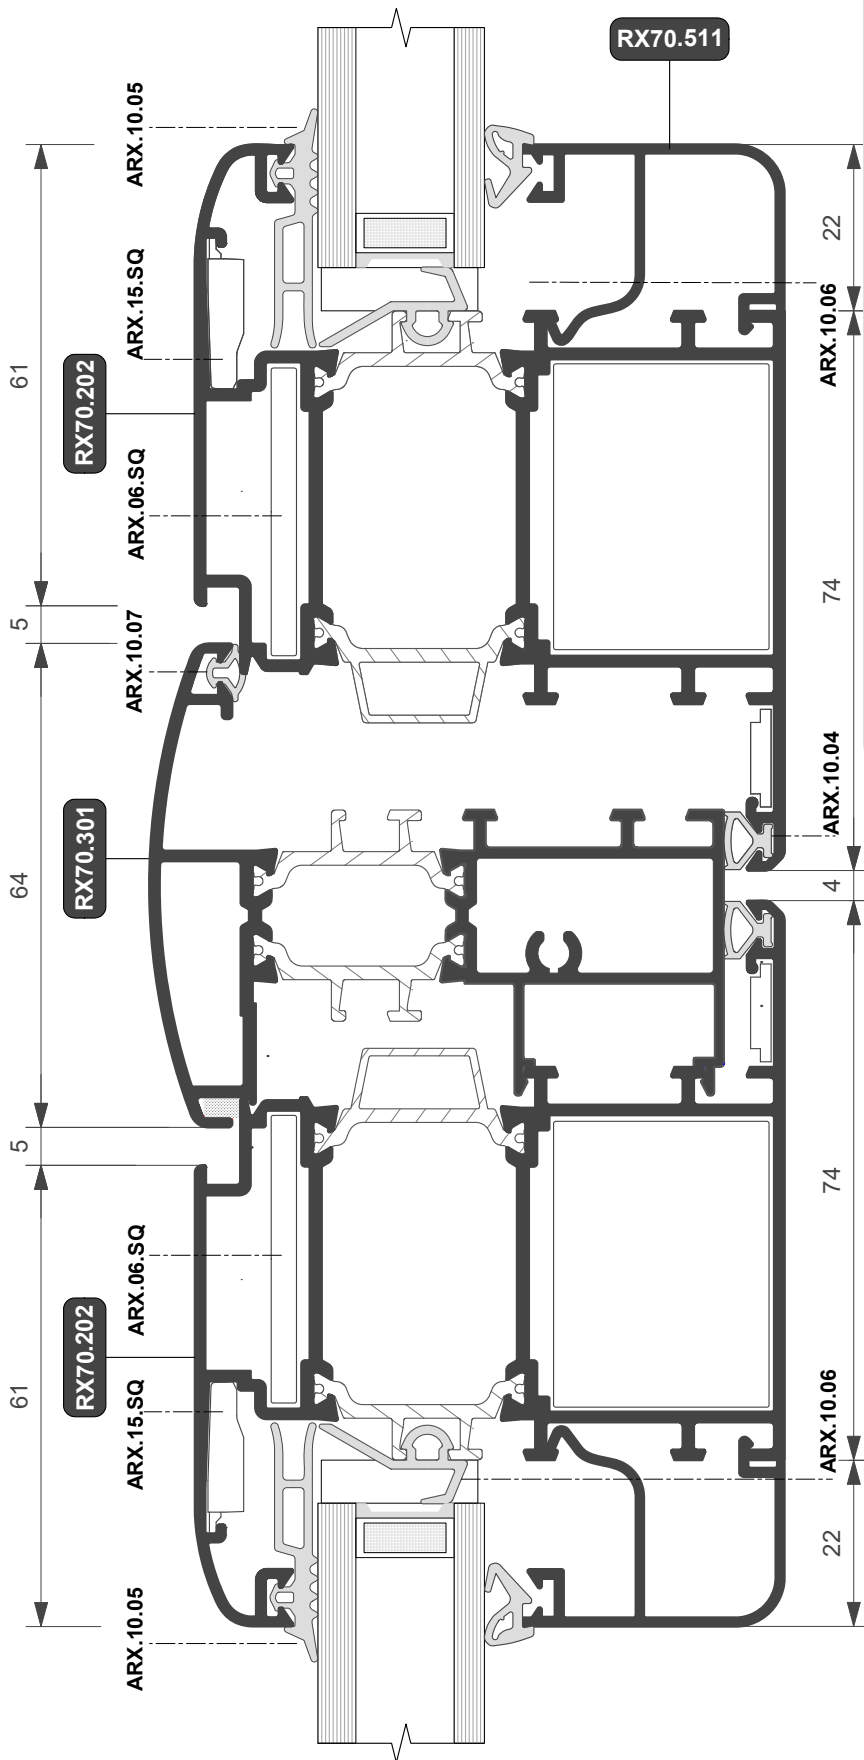 RX70.511
ARX.10.05
22
ARX.15.SQ
ARX.10.06
61
RX70.202
ARX.06.SQ
74
5
ARX.10.07
ARX.10.04
RX70.301
64
4
5
74
ARX.06.SQ
RX70.202
61
ARX.15.SQ
ARX.10.06
22
ARX.10.05